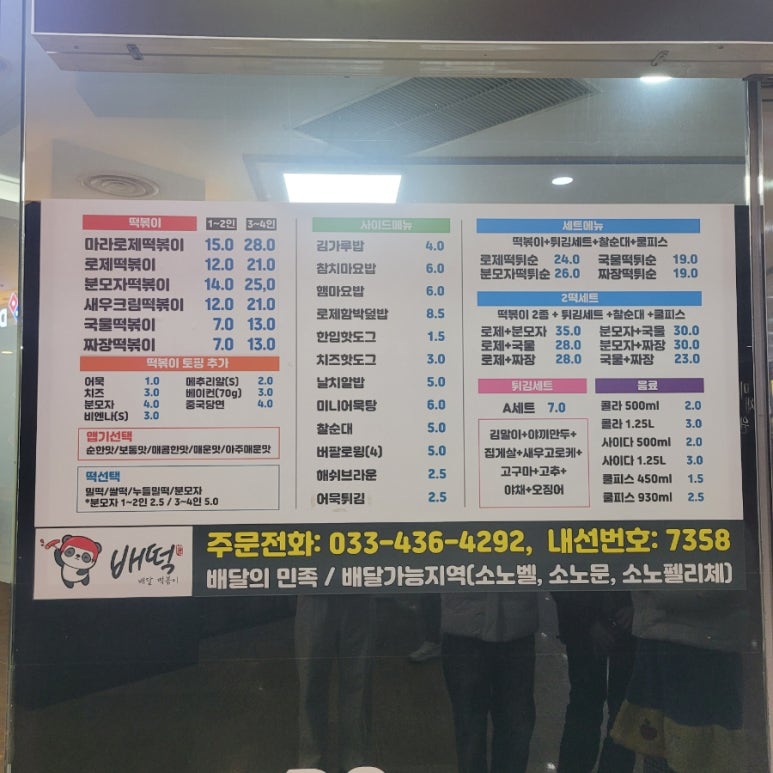 떡볶이 1~2인 3~4인
마라로제떡볶이 15.0 28.0
로제떡볶이 12.0 21.0
분모자떡볶이 14.0 25,0
새우크림떡볶이 12.0 21.0
국물떡볶이 7.0 13.0
짜장떡볶이 7.0 13.0
떡볶이 토핑 추가
어묵 1.0 메추리알(S) 2.0
치즈 3.0 베이컨(70g) 3.0
분모자 4.0 중국당면 4.0
비엔나(S) 3.0
맵기선택
순한맛/보통맛/매콤한맛/매운맛/아주매운맛
떡선택
밀떡/쌀떡/누들밀떡/분모자
*분모자 1~2인 2.5 / 3~4인 5.0
사이드메뉴
김가루밥 4.0
참치마요밥 6.0
햄마요밥 6.0
로제함박덮밥 8.5
한입핫도그 1.5
치즈핫도그 3.0
날치알밥 5.0
미니어묵탕 6.0
찰순대 5.0
버팔로윙(4) 5.0
해쉬브라운 2.5
어묵튀김 2.5
세트메뉴
떡볶이+튀김세트+찰순대+쿨피스
로제떡튀순 24.0 국물떡튀순 19.0
분모자떡튀순 26.0 짜장떡튀순 19.0
2떡세트
떡볶이 2종 + 튀김세트 +찰순대 +쿨피스
로제+분모자 35.0 분모자+국물 30.0
로제+국물 28.0 분모자+짜장 30.0
로제+짜장 28.0 국물+짜장 23.0
튀김세트
A세트 7.0
김말이+야끼만두+
집게살+새우고로케+
고구마+고추+
야채+오징어
음료
콜라 500ml 2.0
콜라 1.25L 3.0
사이다 500ml 2.0
사이다 1.25L 3.0
쿨피스 450ml 1.5
쿨피스 930ml 2.5
배떡
배달 떡볶이
주문전화: 033-436-4292, 내선번호: 7358
배달의 민족 / 배달가능지역(소노벨, 소노문, 소노펠리체)